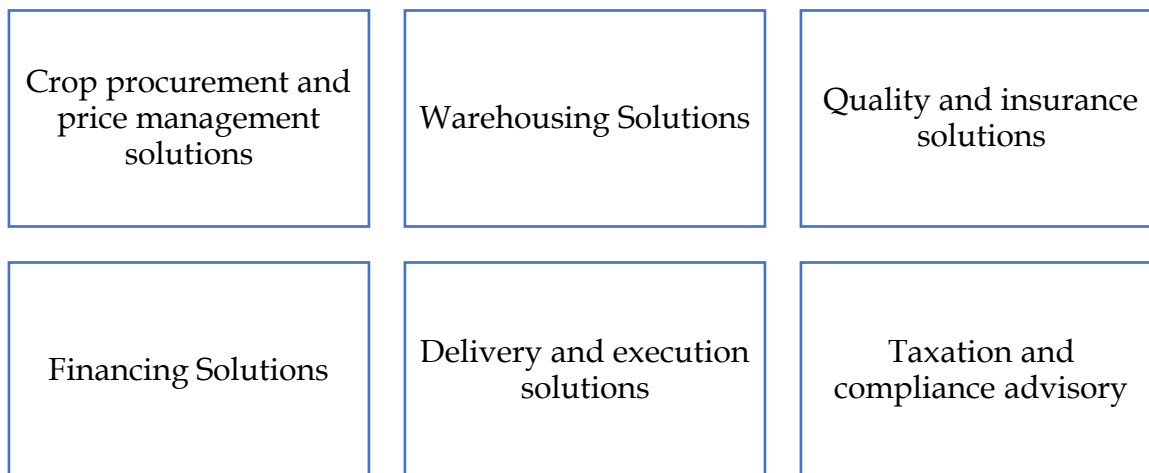 Crop procurement and
price management
solutions
Warehousing Solutions
Quality and insurance
solutions
Financing Solutions
Delivery and execution
solutions
Taxation and
compliance advisory